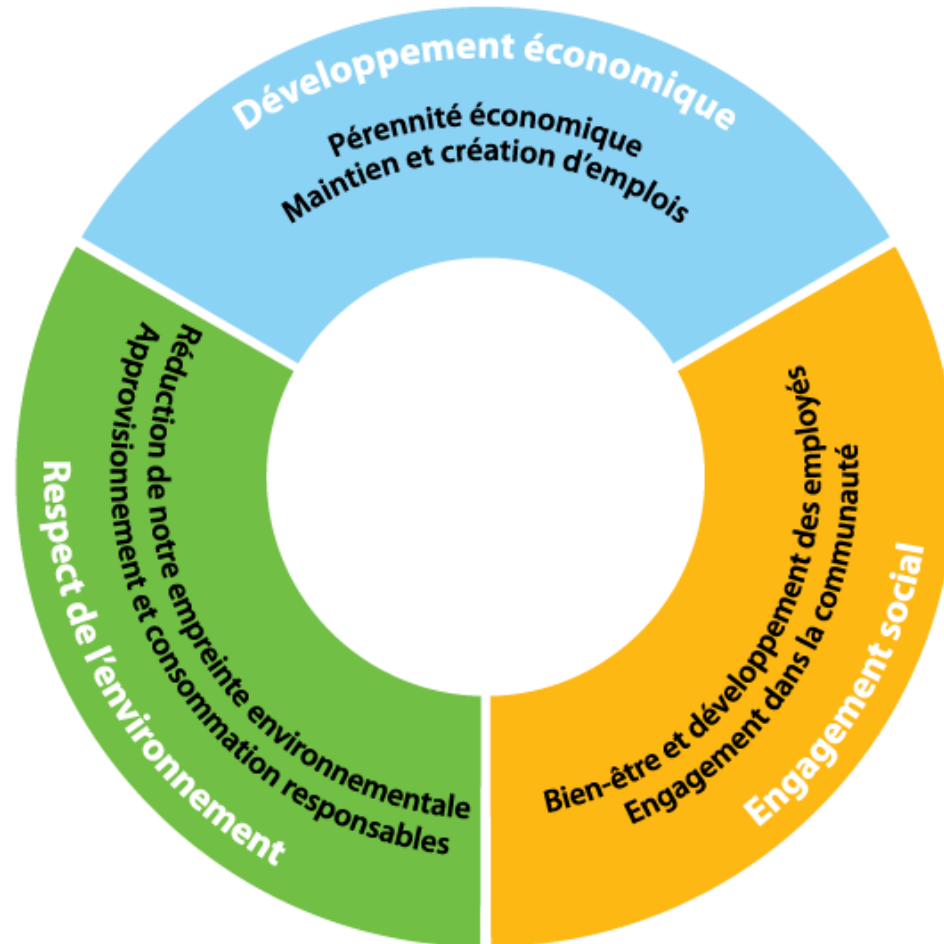 Développement économique
Pérennité économique
Maintien et création d'emplois
Respect de l'environnement
Réduction de notre empreinte environnementale
Approvisionnement et consommation responsables
Bien-être et développement des employés
Engagement dans la communauté
Engagement social